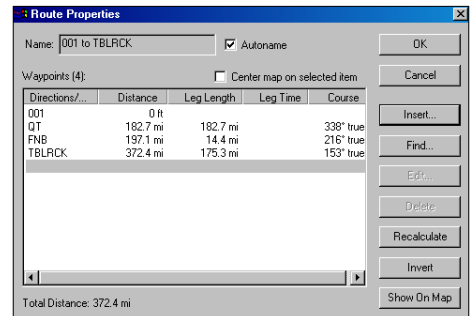 Route Properties
Name: 001 to TBLRCK Autoname OK
Waypoints (4): Center map on selected item Cancel
Directions/... Distance Leg Length Leg Time Course
001 0 ft
QT 182.7 mi 182.7 mi 338° true
FNB 197.1 mi 14.4 mi 216° true
TBLRCK 372.4 mi 175.3 mi 153° true
Insert...
Find...
Edit...
Delete
Recalculate
Invert
Show On Map
Total Distance: 372.4 mi